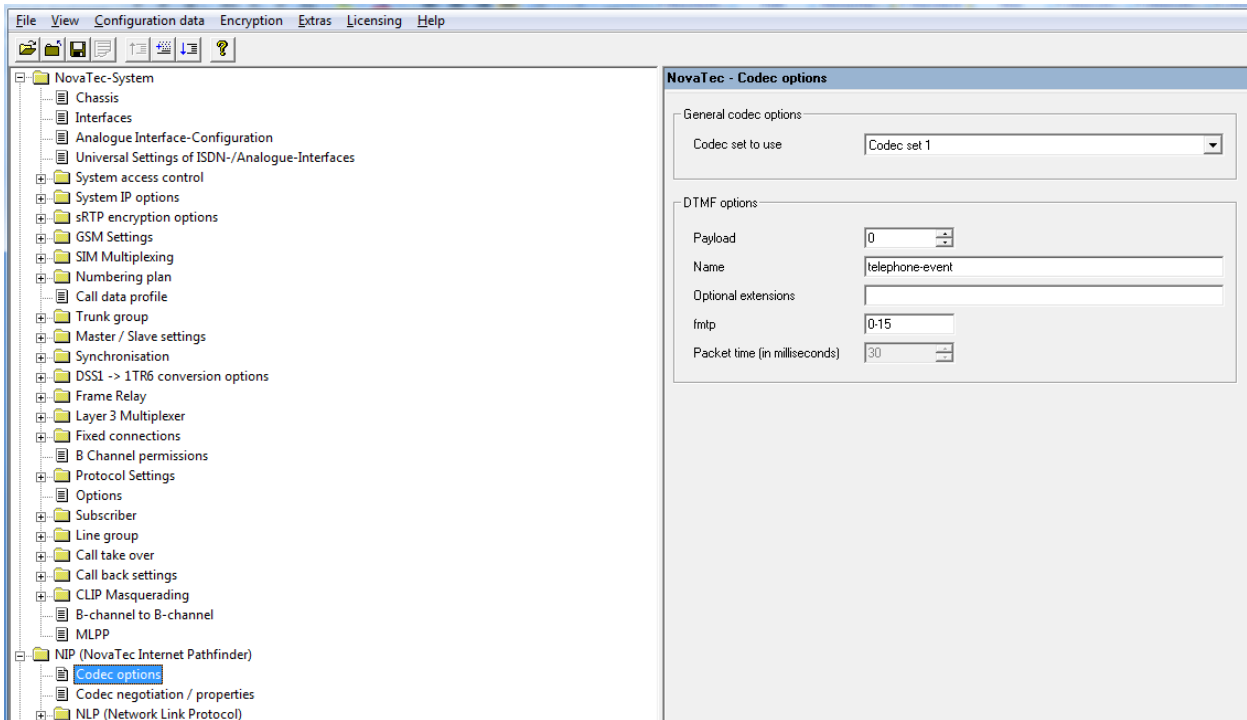 File View Configuration data Encryption Extras Licensing Help
NovaTec-System
Chassis
Interfaces
Analogue Interface-Configuration
Universal Settings of ISDN-/Analogue-Interfaces
System access control
System IP options
sRTP encryption options
GSM Settings
SIM Multiplexing
Numbering plan
Call data profile
Trunk group
Master / Slave settings
Synchronisation
DSS1 -> 1TR6 conversion options
Frame Relay
Layer 3 Multiplexer
Fixed connections
B Channel permissions
Protocol Settings
Options
Subscriber
Line group
Call take over
Call back settings
CLIP Masquerading
B-channel to B-channel
MLPP
NIP (NovaTec Internet Pathfinder)
Codec options
Codec negotiation / properties
NLP (Network Link Protocol)
NovaTec - Codec options
General codec options
Codec set to use Codec set 1
DTMF options
Payload 0
Name telephone-event
Optional extensions
fmtp 0-15
Packet time (in milliseconds) 30